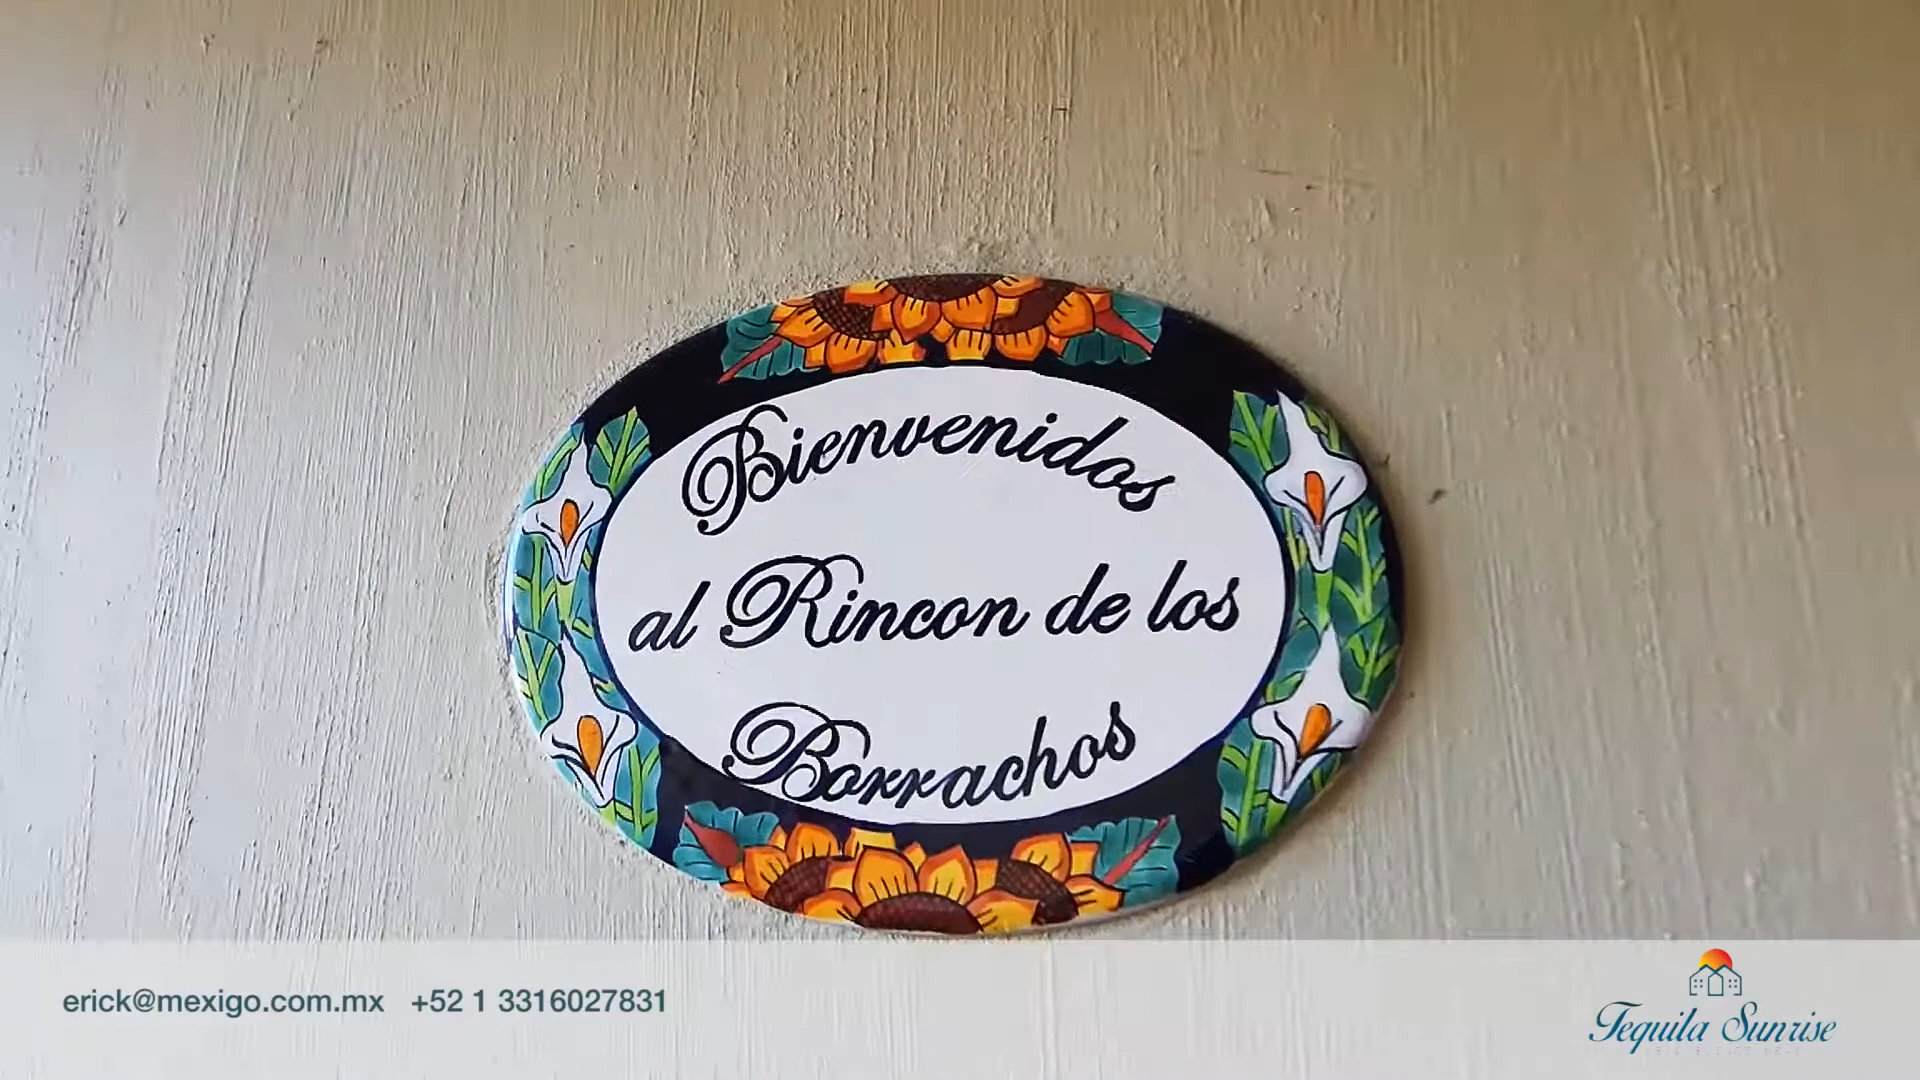 Bienvenidos
al Rincon de los
Borrachos
erick@mexigo.com.mx +52 1 3316027831
Tequila Sunrise